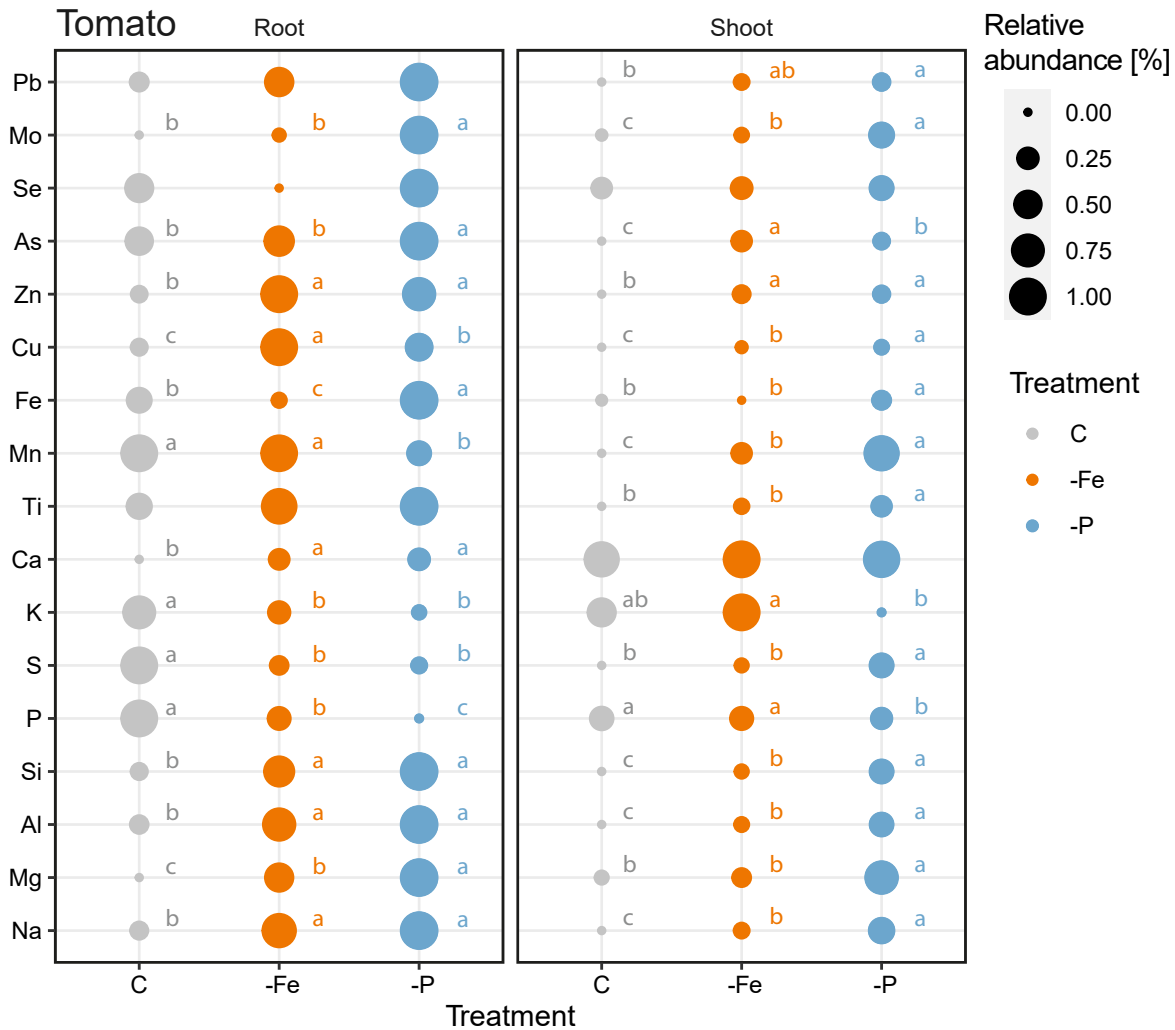 Tomato
Root
Shoot
Pb b ab a
Mo b b a c b a
Se
As b b a c a b
Zn b a a b a a
Cu c a b c b a
Fe b c a b b a
Mn a a b c b a
Ti b b a
Ca b a a
K a b b ab a b
S a b b b b a
P a b c a a b
Si b a a c b a
Al b a a c b a
Mg c b a b b a
Na b a a c b a
C -Fe -P C -Fe -P
Treatment
Relative
abundance [%]
0.00
0.25
0.50
0.75
1.00
Treatment
C
-Fe
-P